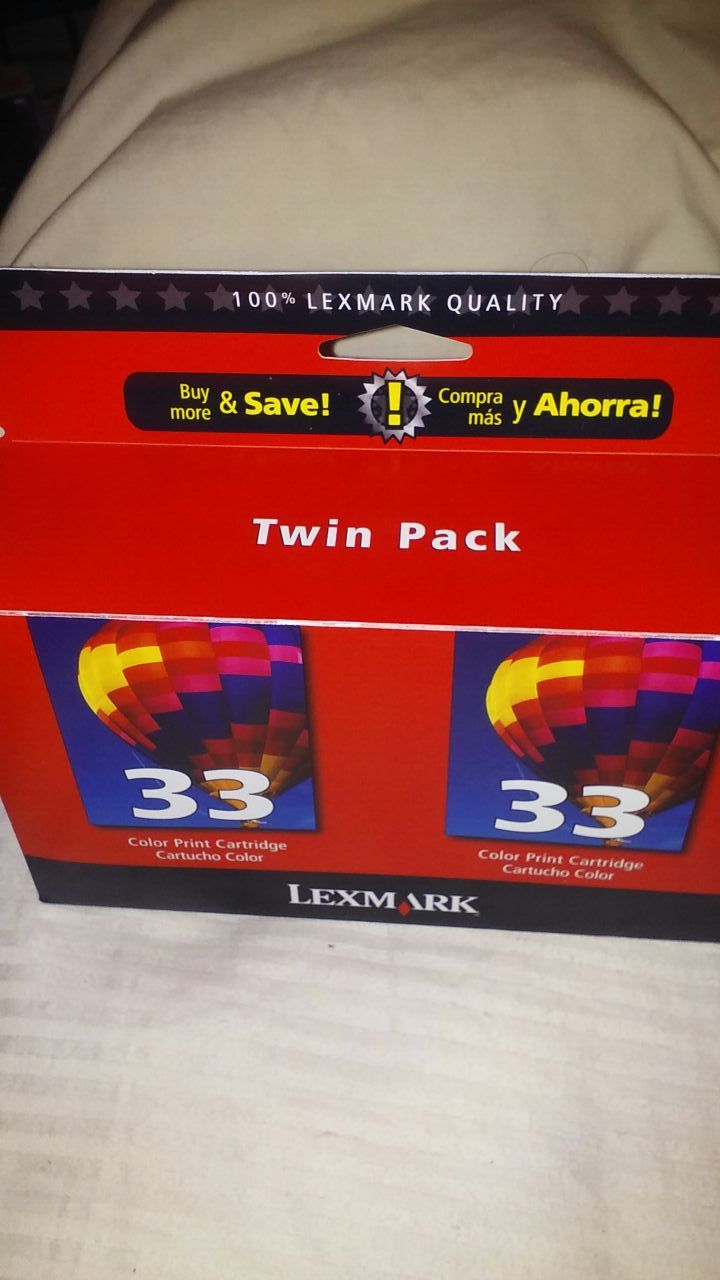 100% LEXMARK QUALITY
Buy more & Save! ! Compra más y Ahorra!
Twin Pack
33
Color Print Cartridge
Cartucho Color
33
Color Print Cartridge
Cartucho Color
LEXMARK